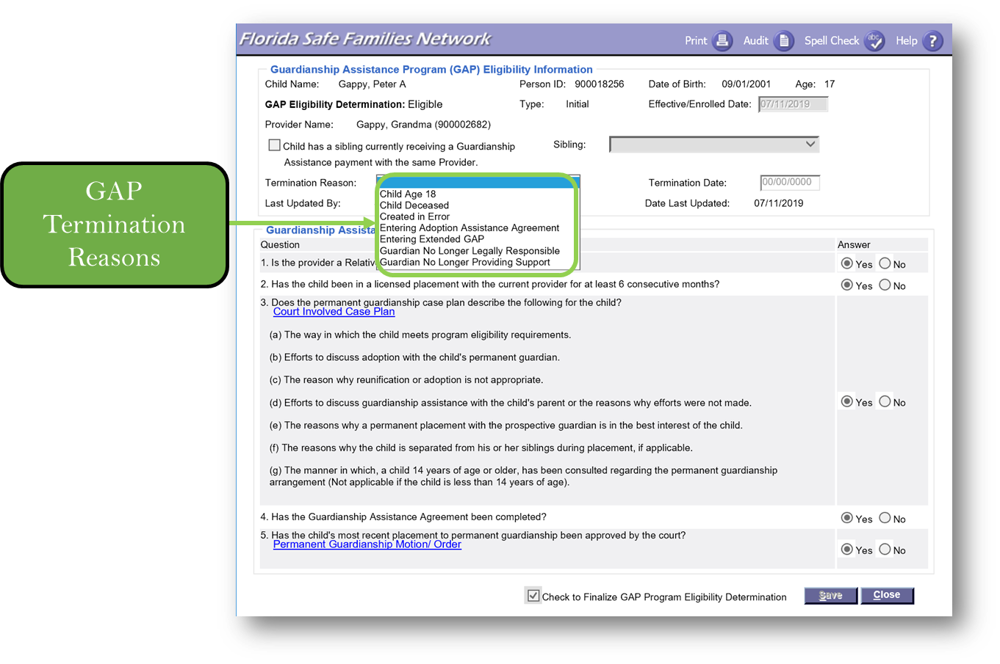 Florida Safe Families Network
Print Audit Spell Check abc Help ?
Guardianship Assistance Program (GAP) Eligibility Information
Child Name: Gappy, Peter A Person ID: 900018256 Date of Birth: 09/01/2001 Age: 17
GAP Eligibility Determination: Eligible Type: Initial Effective/Enrolled Date: 07/11/2019
Provider Name: Gappy, Grandma (900002682)
Child has a sibling currently receiving a Guardianship Sibling:
Assistance payment with the same Provider.
Termination Reason: Termination Date: 00/00/0000
Last Updated By: Date Last Updated: 07/11/2019
GAP
Termination
Reasons
Child Age 18
Child Deceased
Created in Error
Entering Adoption Assistance Agreement
Entering Extended GAP
Guardian No Longer Legally Responsible
Guardian No Longer Providing Support
Guardianship Assista
Question Answer
1. Is the provider a Relativ Yes No
2. Has the child been in a licensed placement with the current provider for at least 6 consecutive months? Yes No
3. Does the permanent guardianship case plan describe the following for the child?
Court Involved Case Plan
(a) The way in which the child meets program eligibility requirements.
(b) Efforts to discuss adoption with the child's permanent guardian.
(c) The reason why reunification or adoption is not appropriate.
(d) Efforts to discuss guardianship assistance with the child's parent or the reasons why efforts were not made. Yes No
(e) The reasons why a permanent placement with the prospective guardian is in the best interest of the child.
(f) The reasons why the child is separated from his or her siblings during placement, if applicable.
(g) The manner in which, a child 14 years of age or older, has been consulted regarding the permanent guardianship
arrangement (Not applicable if the child is less than 14 years of age).
4. Has the Guardianship Assistance Agreement been completed? Yes No
5. Has the child's most recent placement to permanent guardianship been approved by the court?
Permanent Guardianship Motion/ Order Yes No
Check to Finalize GAP Program Eligibility Determination Save Close